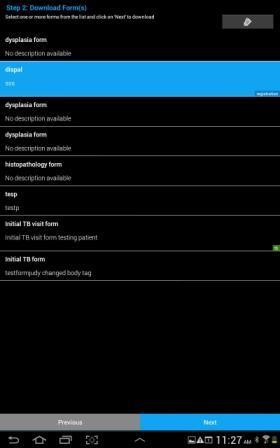 Step 2: Download Form(s)
Select one or more forms from the list and click on 'Next' to download
dysplasia form
No description available
dispal
sss
registration
dysplasia form
No description available
dysplasia form
No description available
histopathology form
No description available
tesp
testp
Initial TB visit form
Initial TB visit form testing patient
Initial TB form
testformjudy changed body tag
Previous
Next
11:27 AM